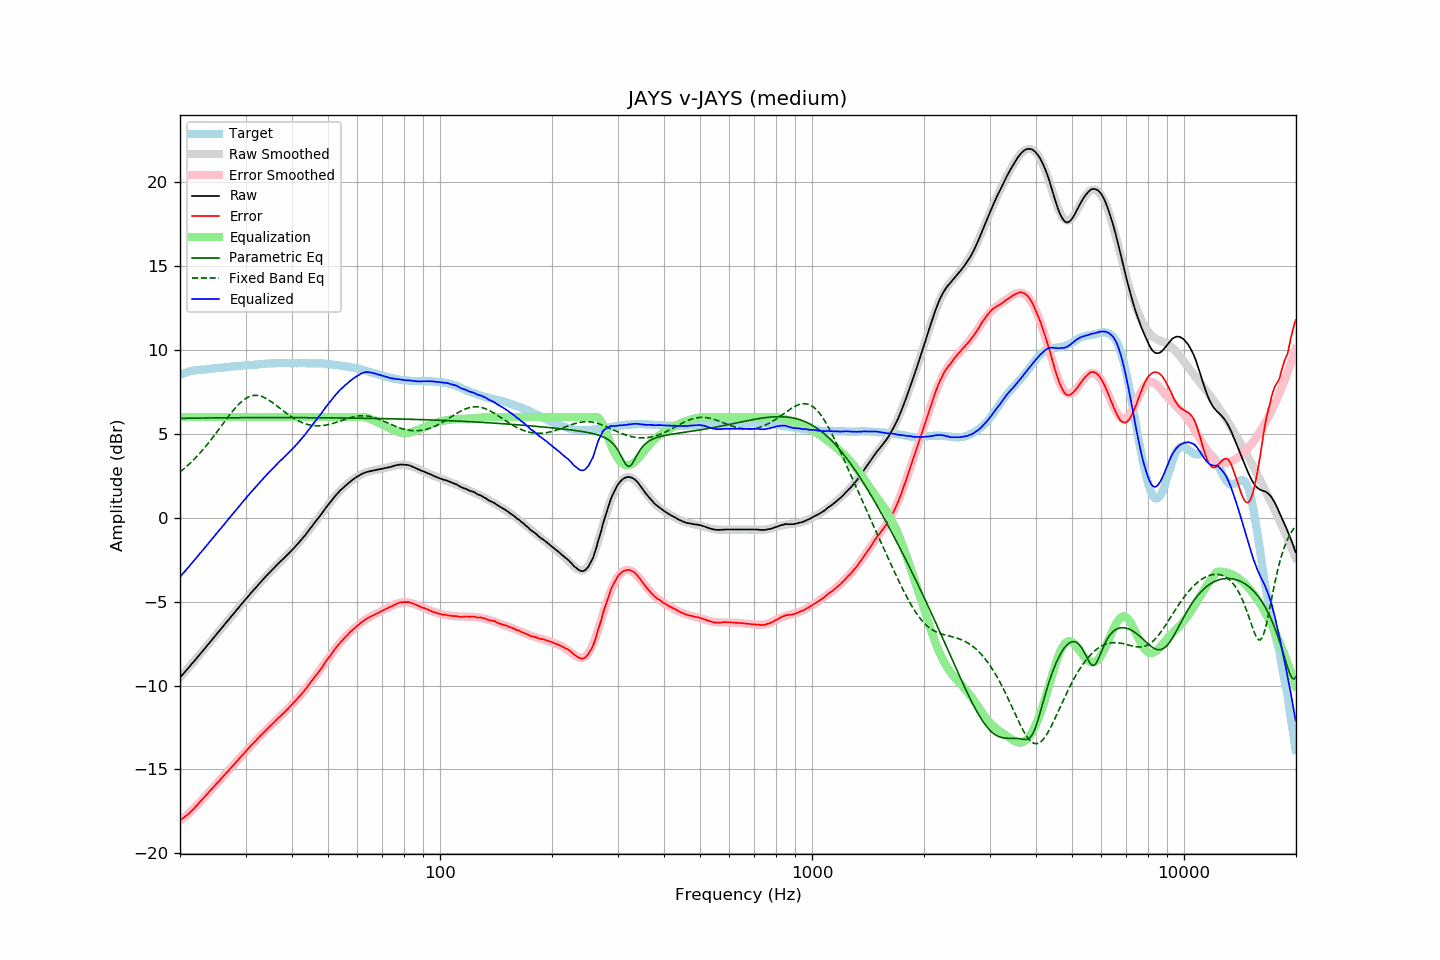 JAYS v-JAYS (medium)
Target
Raw Smoothed
Error Smoothed
Raw
Error
Equalization
Parametric Eq
Fixed Band Eq
Equalized
20
15
10
5
0
−5
−10
−15
−20
Amplitude (dBr)
100
1000
10000
Frequency (Hz)